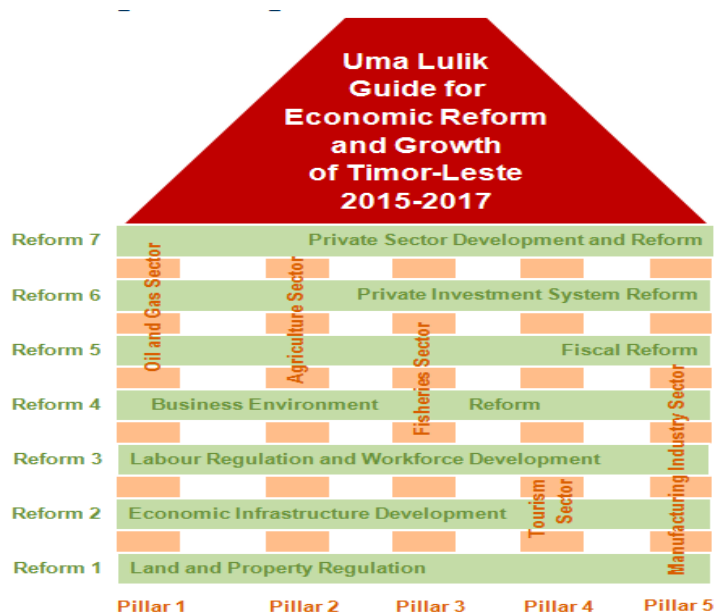 Uma Lulik
Guide for
Economic Reform
and Growth
of Timor-Leste
2015-2017
Reform 7 Private Sector Development and Reform
Reform 6 Private Investment System Reform
Reform 5 Fiscal Reform
Reform 4 Business Environment Reform
Reform 3 Labour Regulation and Workforce Development
Reform 2 Economic Infrastructure Development
Reform 1 Land and Property Regulation
Oil and Gas Sector
Agriculture Sector
Fisheries Sector
Tourism
Sector
Manufacturing Industry Sector
Pillar 1 Pillar 2 Pillar 3 Pillar 4 Pillar 5